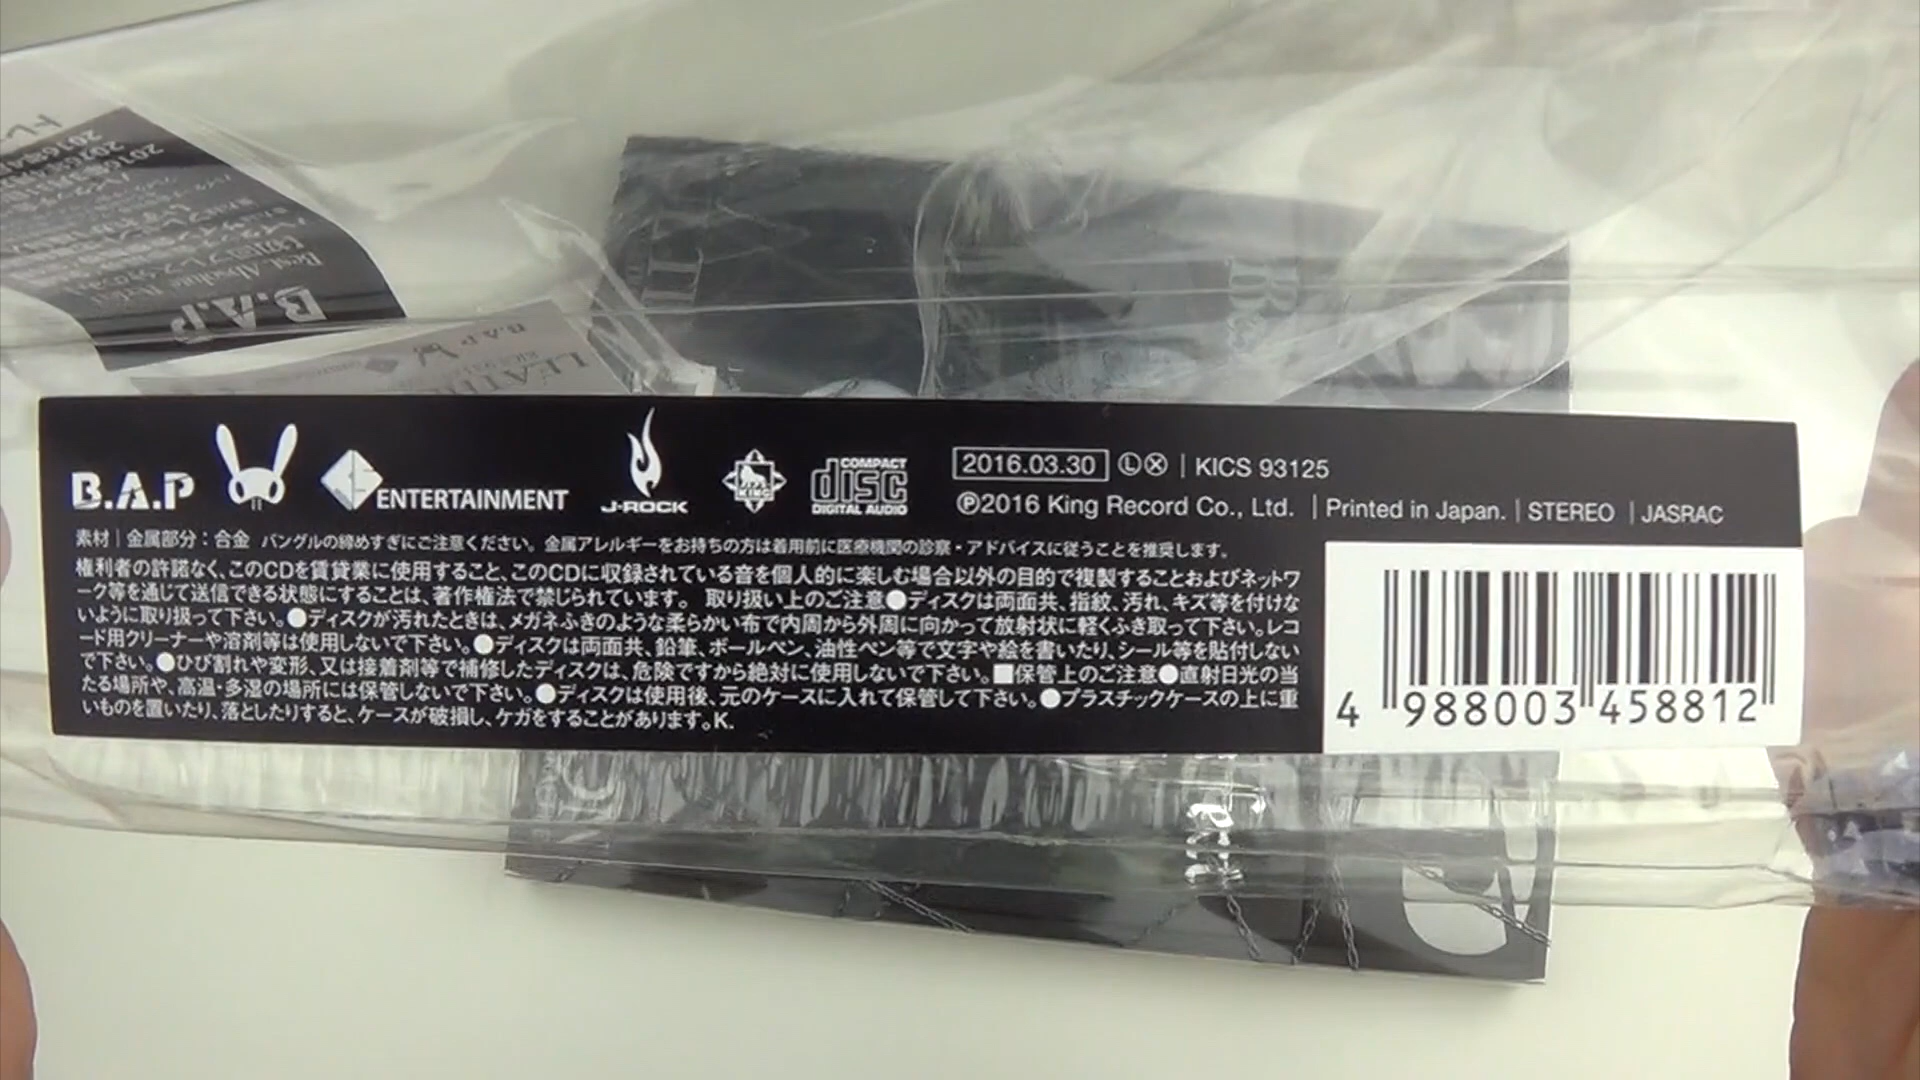 B.A.P
ENTERTAINMENT
J-ROCK
KING
COMPACT
disc
DIGITAL AUDIO
2016.03.30 Ⓛⓧ | KICS 93125
Ⓟ2016 King Record Co., Ltd. | Printed in Japan. | STEREO | JASRAC
素材｜金属部分：合金 バングルの締めすぎにご注意ください。金属アレルギーをお持ちの方は着用前に医療機関の診察・アドバイスに従うことを推奨します。
権利者の許諾なく、このCDを賃貸業に使用すること、このCDに収録されている音を個人的に楽しむ場合以外の目的で複製することおよびネットワ
ーク等を通じて送信できる状態にすることは、著作権法で禁じられています。 取り扱い上のご注意●ディスクは両面共、指紋、汚れ、キズ等を付けな
いように取り扱って下さい。●ディスクが汚れたときは、メガネふきのような柔らかい布で内周から外周に向かって放射状に軽くふき取って下さい。レコ
ード用クリーナーや溶剤等は使用しないで下さい。●ディスクは両面共、鉛筆、ボールペン、油性ペン等で文字や絵を書いたり、シール等を貼付しない
で下さい。●ひび割れや変形、又は接着剤等で補修したディスクは、危険ですから絶対に使用しないで下さい。■保管上のご注意●直射日光の当
たる場所や、高温・多湿の場所には保管しないで下さい。●ディスクは使用後、元のケースに入れて保管して下さい。●プラスチックケースの上に重
いものを置いたり、落としたりすると、ケースが破損し、ケガをすることがあります。K.
4 988003 458812
B.A.P
Best Absolute Perfect
B.A.P